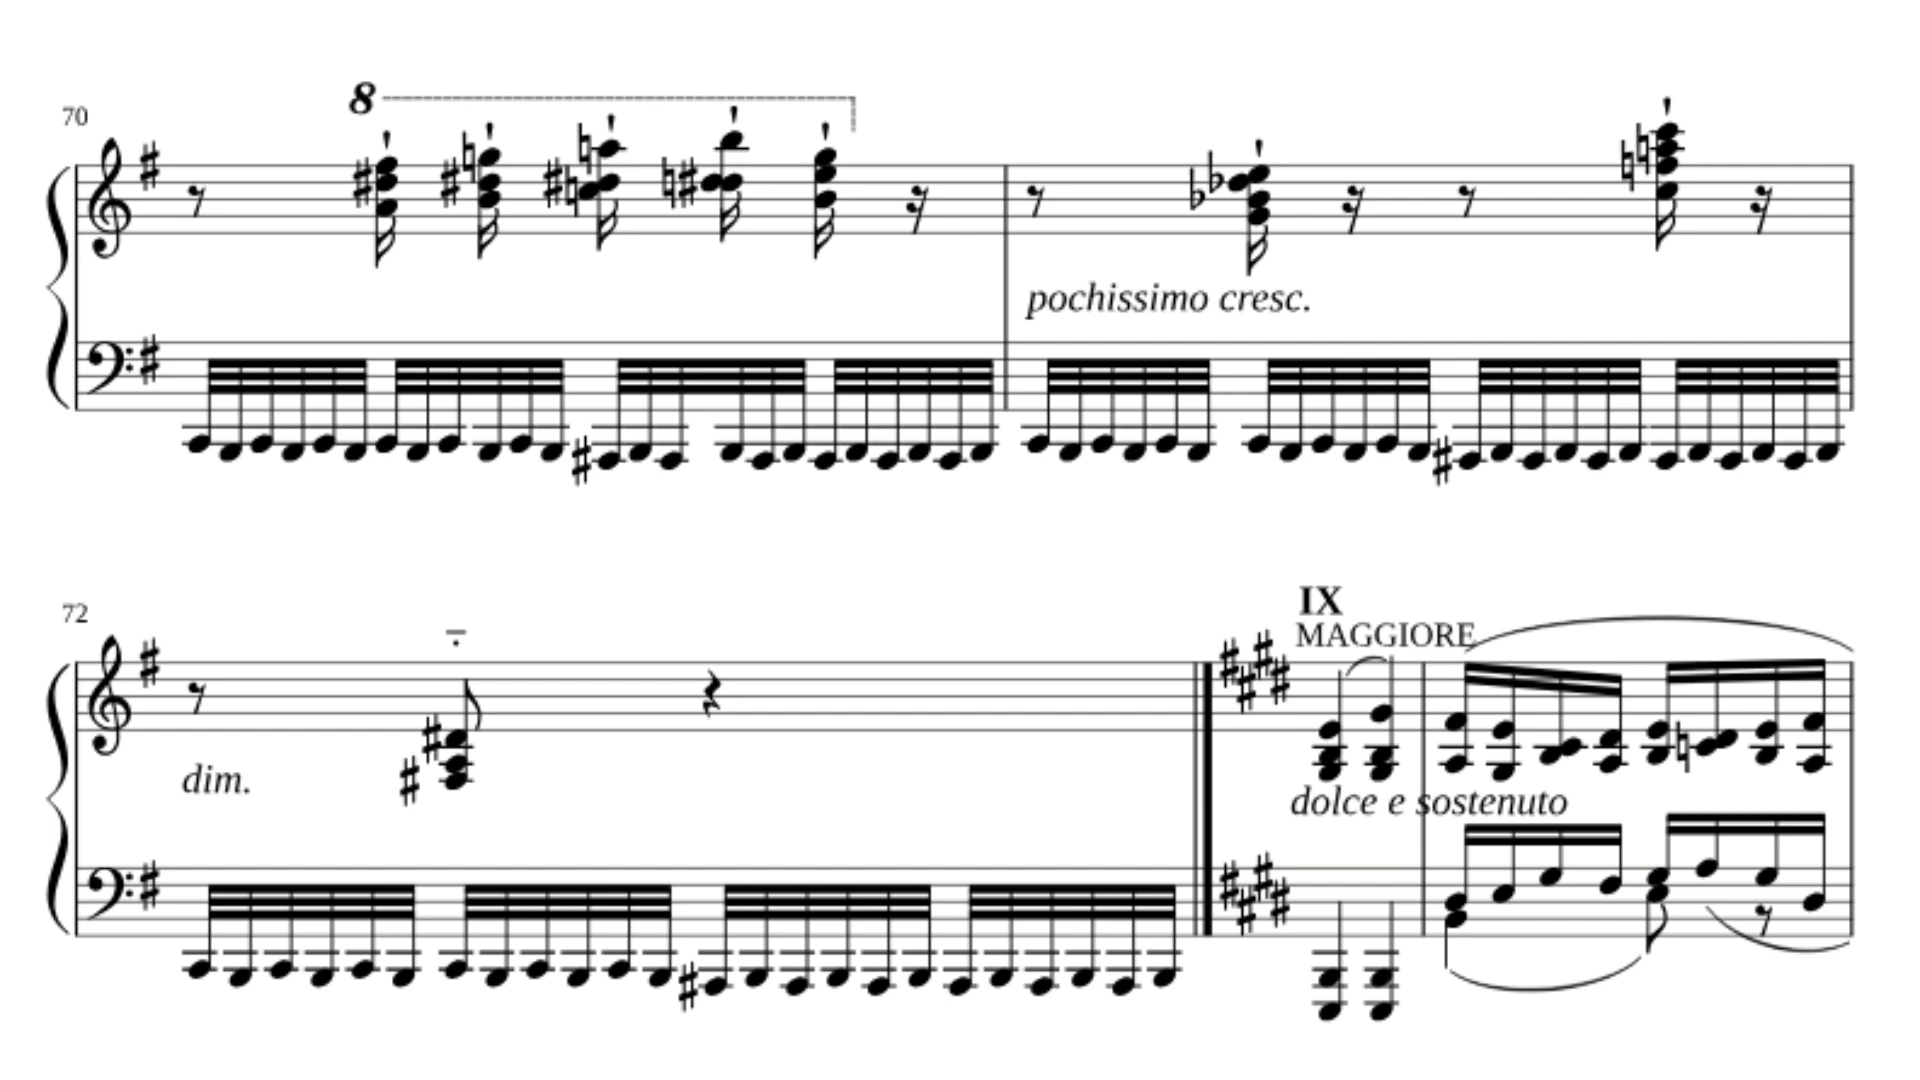 8
70
pochissimo cresc.
72
IX
MAGGIORE
dim.
dolce e sostenuto